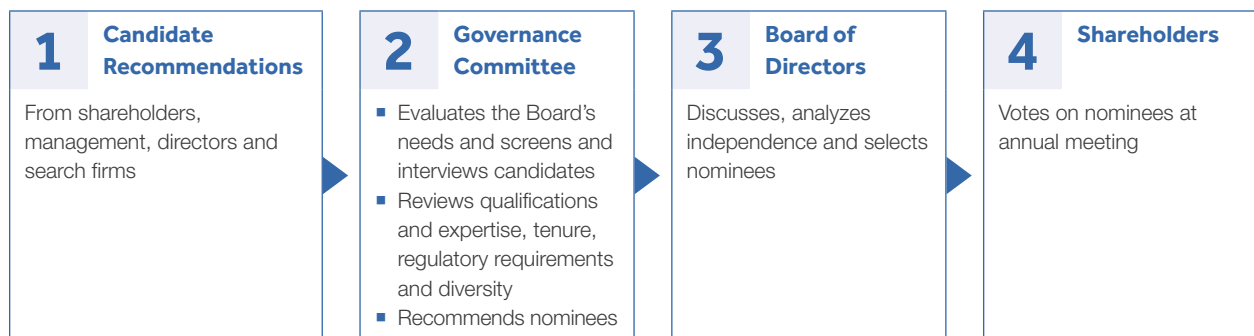 1
Candidate
Recommendations
From shareholders,
management, directors and
search firms
2
Governance
Committee
■ Evaluates the Board’s
needs and screens and
interviews candidates
■ Reviews qualifications
and expertise, tenure,
regulatory requirements
and diversity
■ Recommends nominees
3
Board of
Directors
Discusses, analyzes
independence and selects
nominees
4
Shareholders
Votes on nominees at
annual meeting